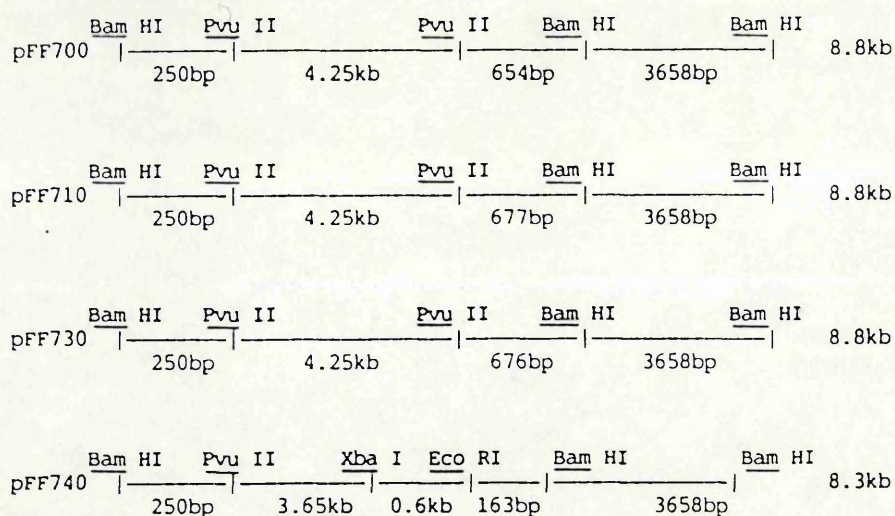 Bam HI Pvu II Pvu II Bam HI Bam HI
pFF700 8.8kb
250bp 4.25kb 654bp 3658bp
Bam HI Pvu II Pvu II Bam HI Bam HI
pFF710 8.8kb
250bp 4.25kb 677bp 3658bp
Bam HI Pvu II Pvu II Bam HI Bam HI
pFF730 8.8kb
250bp 4.25kb 676bp 3658bp
Bam HI Pvu II Xba I Eco RI Bam HI Bam HI
pFF740 8.3kb
250bp 3.65kb 0.6kb 163bp 3658bp